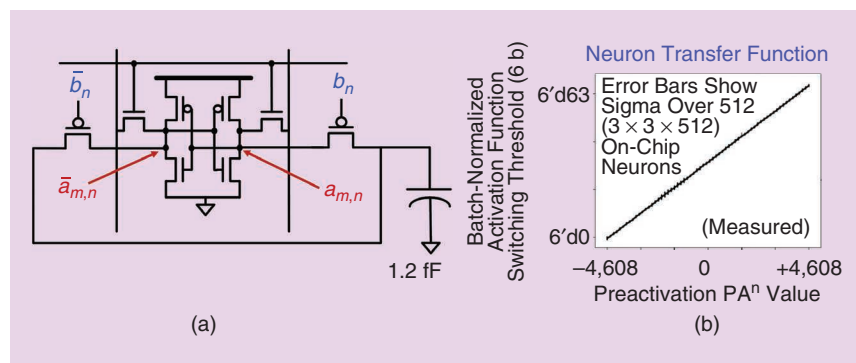 b̄ₙ
bₙ
āₘ,ₙ
aₘ,ₙ
1.2 fF
(a)
Neuron Transfer Function
Batch-Normalized
Activation Function
Switching Threshold (6 b)
6′d63
6′d0
Error Bars Show
Sigma Over 512
(3 × 3 × 512)
On-Chip
Neurons
(Measured)
−4,608 0 +4,608
Preactivation PAⁿ Value
(b)